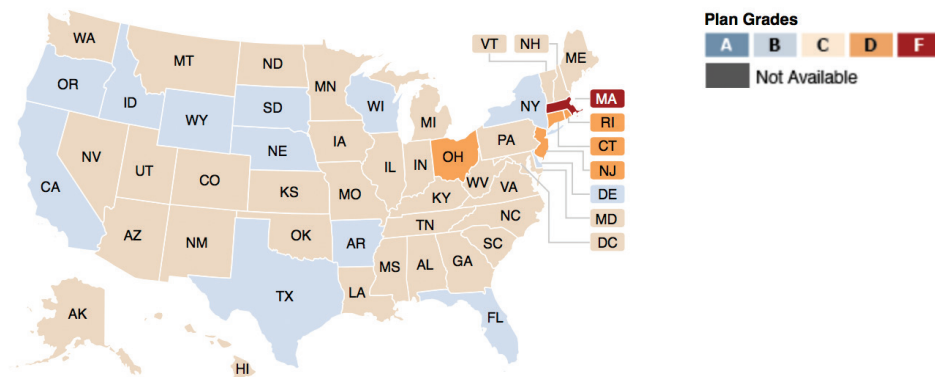 Plan Grades
A B C D F
Not Available
WA
MT
ND
MN
VT NH
ME
OR
ID
WY
SD
WI
NY
MA
RI
CT
NJ
DE
MD
DC
MI
NE
IA
PA
NV
UT
CO
IL
IN
OH
WV
VA
CA
KS
MO
KY
NC
AZ
NM
OK
AR
TN
SC
MS
AL
GA
TX
LA
FL
AK
HI